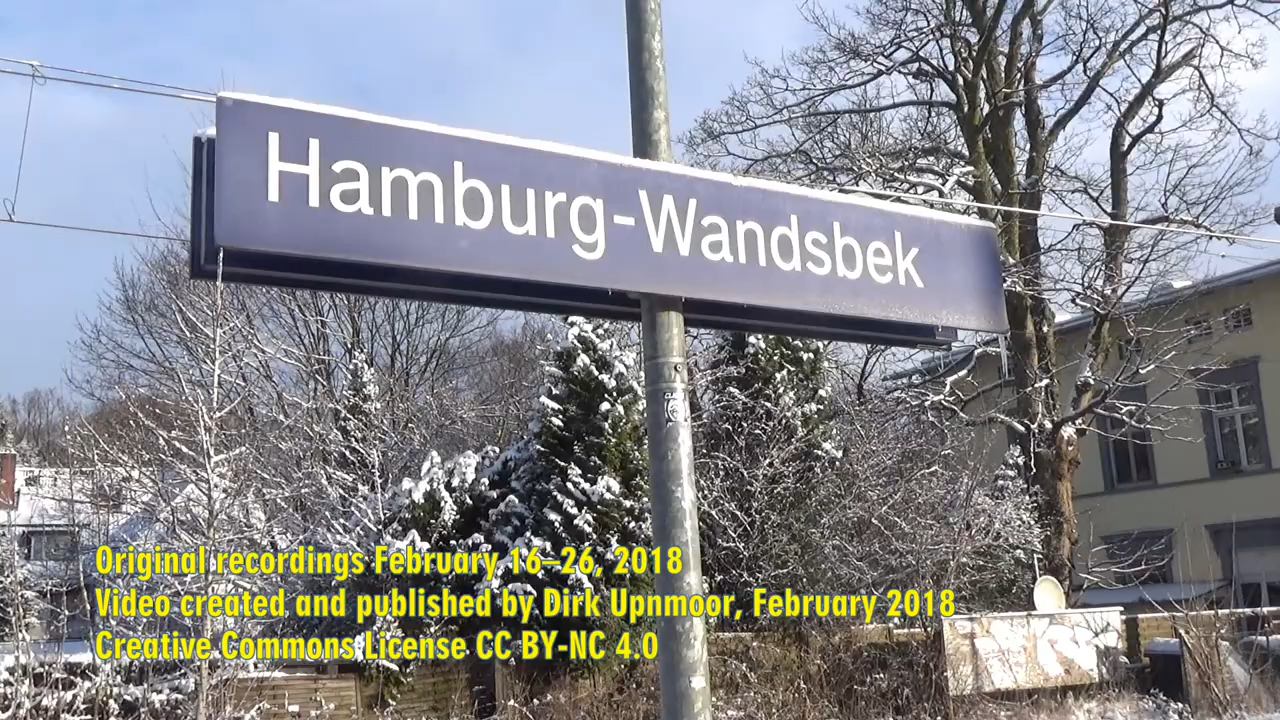 Hamburg-Wandsbek
Original recordings February 16–26, 2018
Video created and published by Dirk Upnmoor, February 2018
Creative Commons License CC BY-NC 4.0